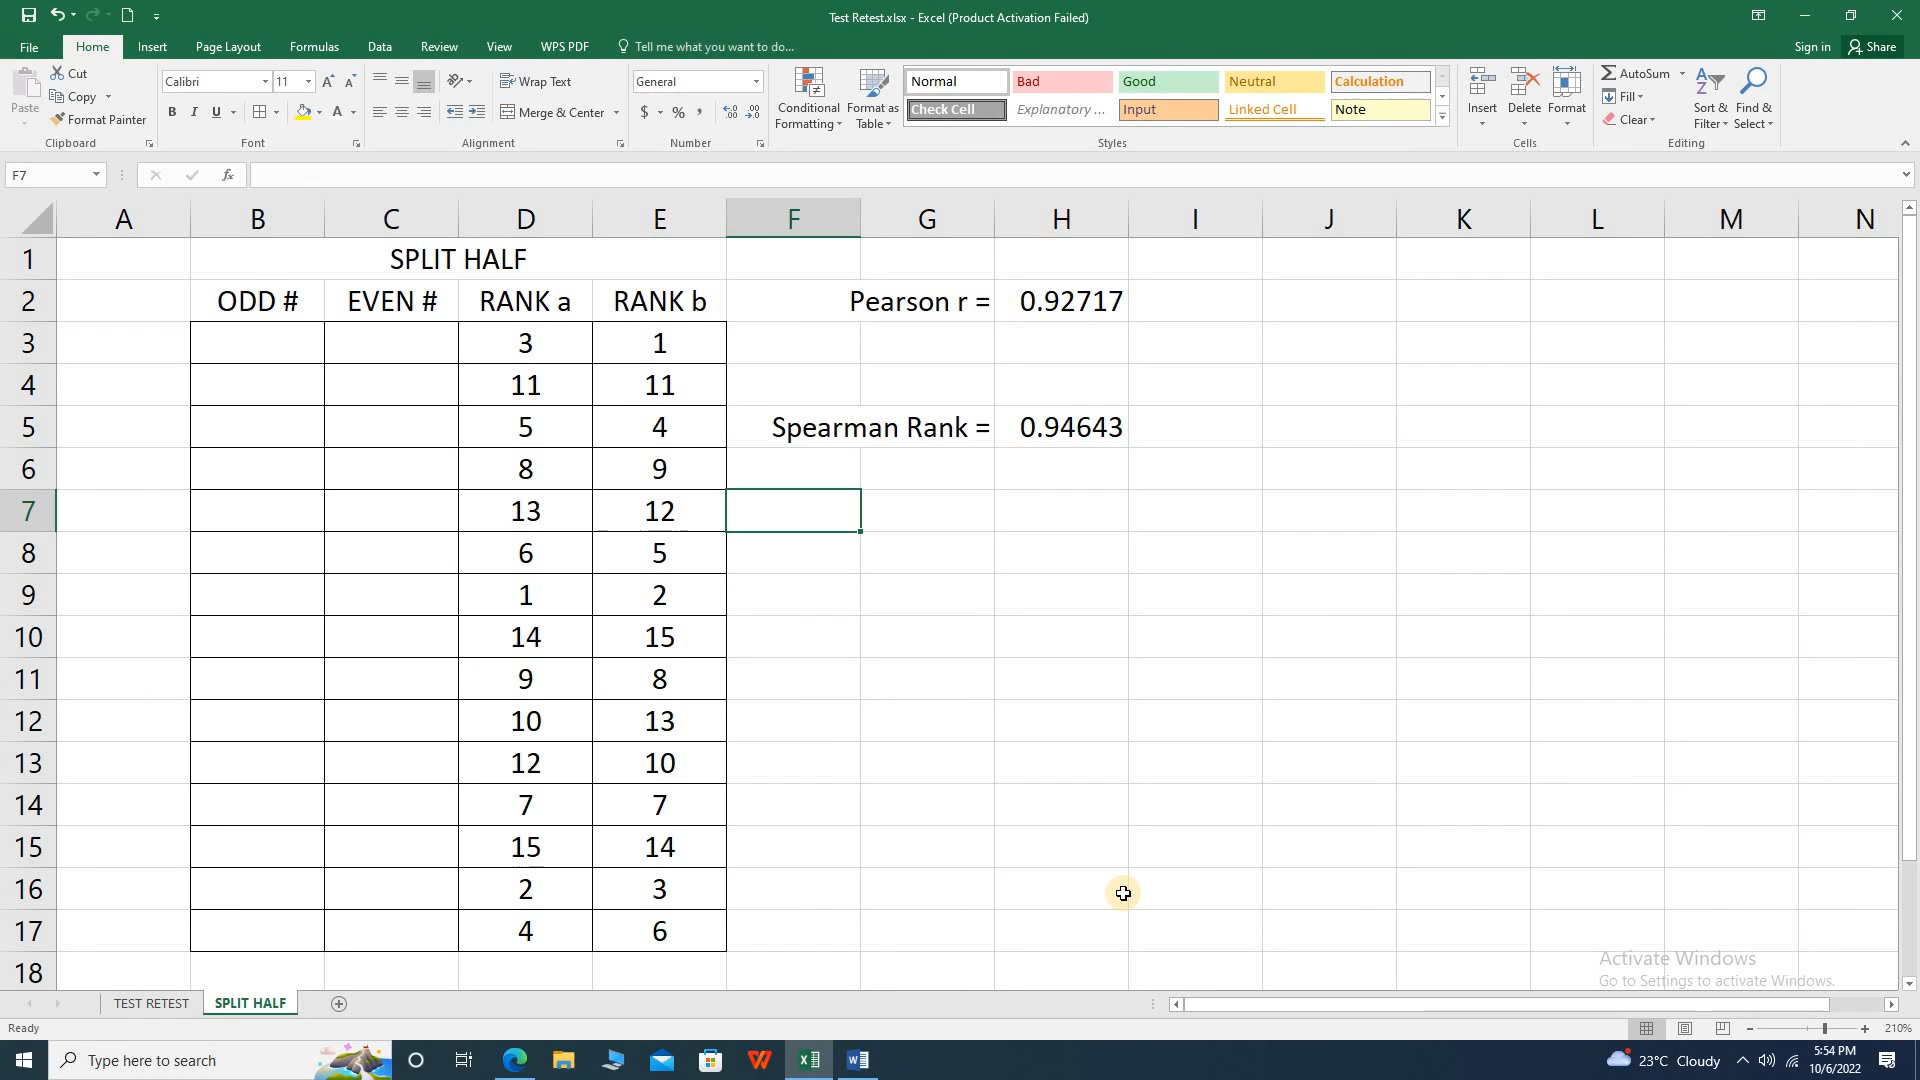 Test Retest.xlsx - Excel (Product Activation Failed)
File Home Insert Page Layout Formulas Data Review View WPS PDF Tell me what you want to do... Sign in Share
Paste Cut Copy Format Painter
Clipboard
Calibri 11
B I U A
Font
Wrap Text
Merge & Center
Alignment
General
$ % ,
Number
Conditional Formatting
Format as Table
Normal Bad Good Neutral Calculation
Check Cell Explanatory ... Input Linked Cell Note
Styles
Insert Delete Format
Cells
AutoSum
Fill
Clear
Sort & Filter
Find & Select
Editing
F7 fx
A B C D E F G H I J K L M N
1 SPLIT HALF
2 ODD # EVEN # RANK a RANK b Pearson r = 0.92717
3 3 1
4 11 11
5 5 4 Spearman Rank = 0.94643
6 8 9
7 13 12
8 6 5
9 1 2
10 14 15
11 9 8
12 10 13
13 12 10
14 7 7
15 15 14
16 2 3
17 4 6
18
Activate Windows
Go to Settings to activate Windows.
TEST RETEST SPLIT HALF
Ready 210%
Type here to search 23°C Cloudy 5:54 PM
10/6/2022